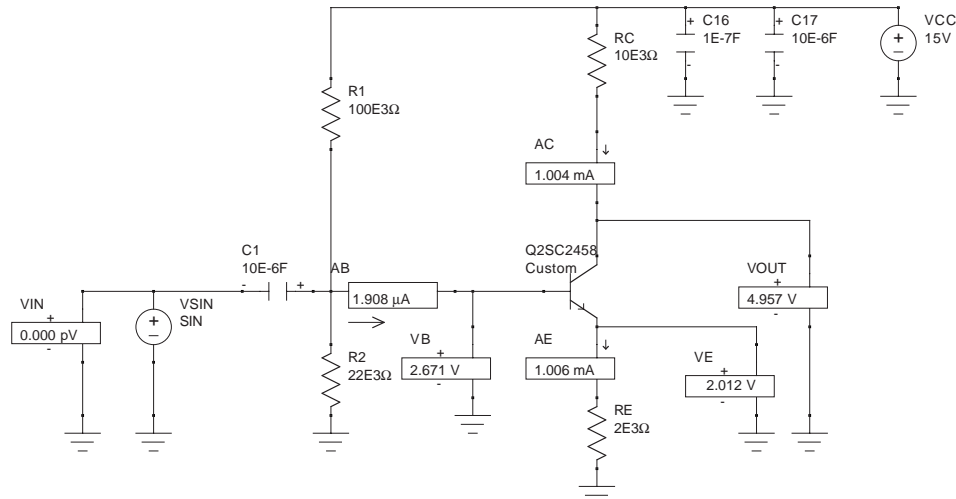 C16
1E-7F
C17
10E-6F
VCC
15V
RC
10E3Ω
R1
100E3Ω
AC
1.004 mA
C1
10E-6F
AB
1.908 µA
Q2SC2458
Custom
VOUT
4.957 V
VIN
0.000 pV
VSIN
SIN
R2
22E3Ω
VB
2.671 V
AE
1.006 mA
VE
2.012 V
RE
2E3Ω